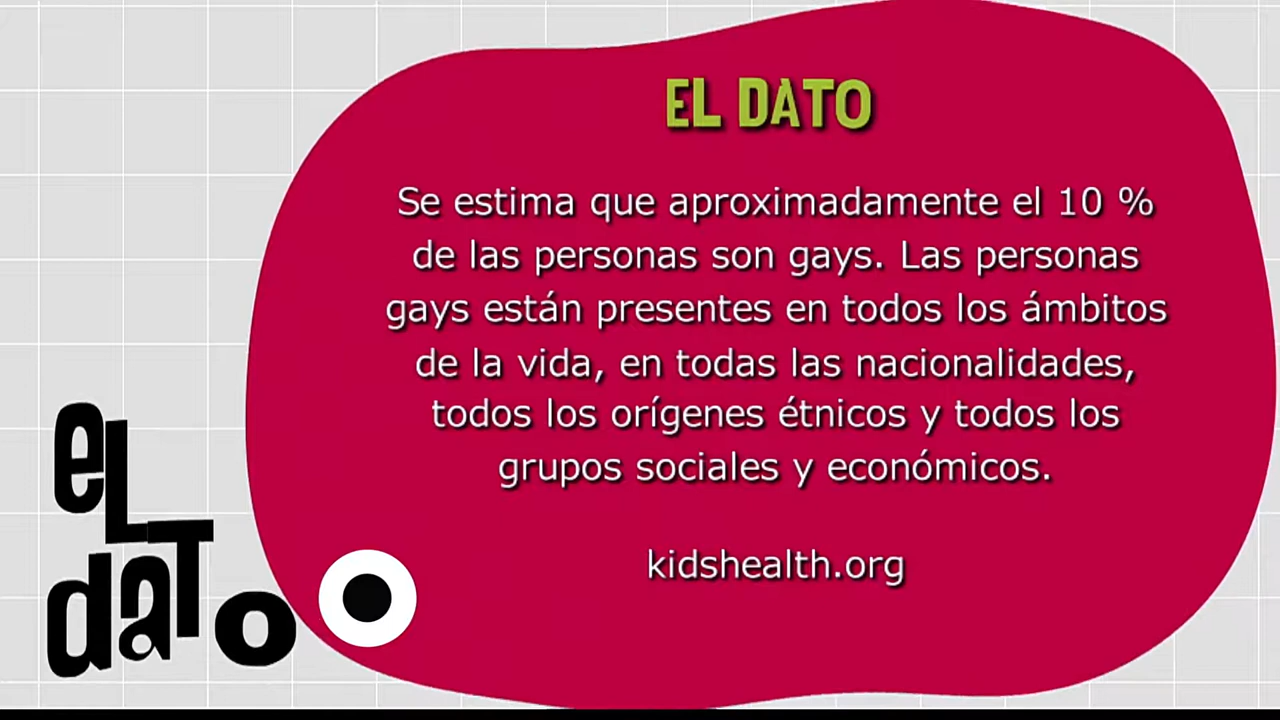 EL DATO
Se estima que aproximadamente el 10 %
de las personas son gays. Las personas
gays están presentes en todos los ámbitos
de la vida, en todas las nacionalidades,
todos los orígenes étnicos y todos los
grupos sociales y económicos.
kidshealth.org
eL
daTo